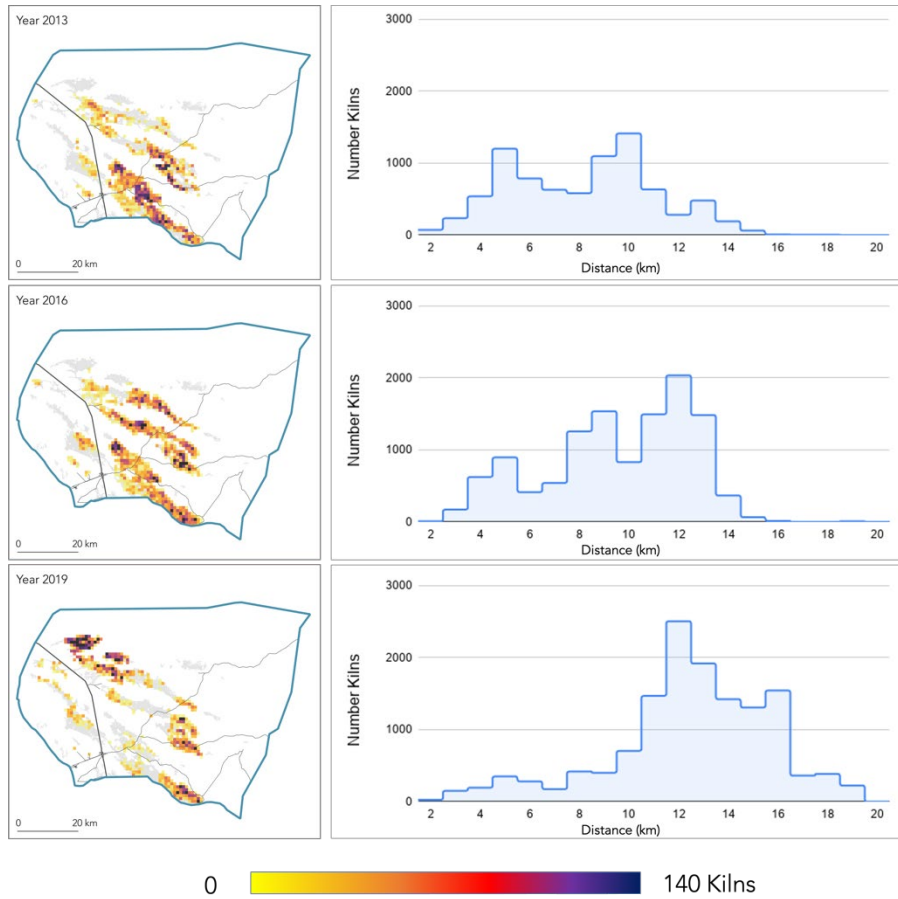 Year 2013
0 20 km
3000
2000
1000
0
Number Kilns
2 4 6 8 10 12 14 16 18 20
Distance (km)
Year 2016
0 20 km
3000
2000
1000
0
Number Kilns
2 4 6 8 10 12 14 16 18 20
Distance (km)
Year 2019
0 20 km
3000
2000
1000
0
Number Kilns
2 4 6 8 10 12 14 16 18 20
Distance (km)
0 140 Kilns